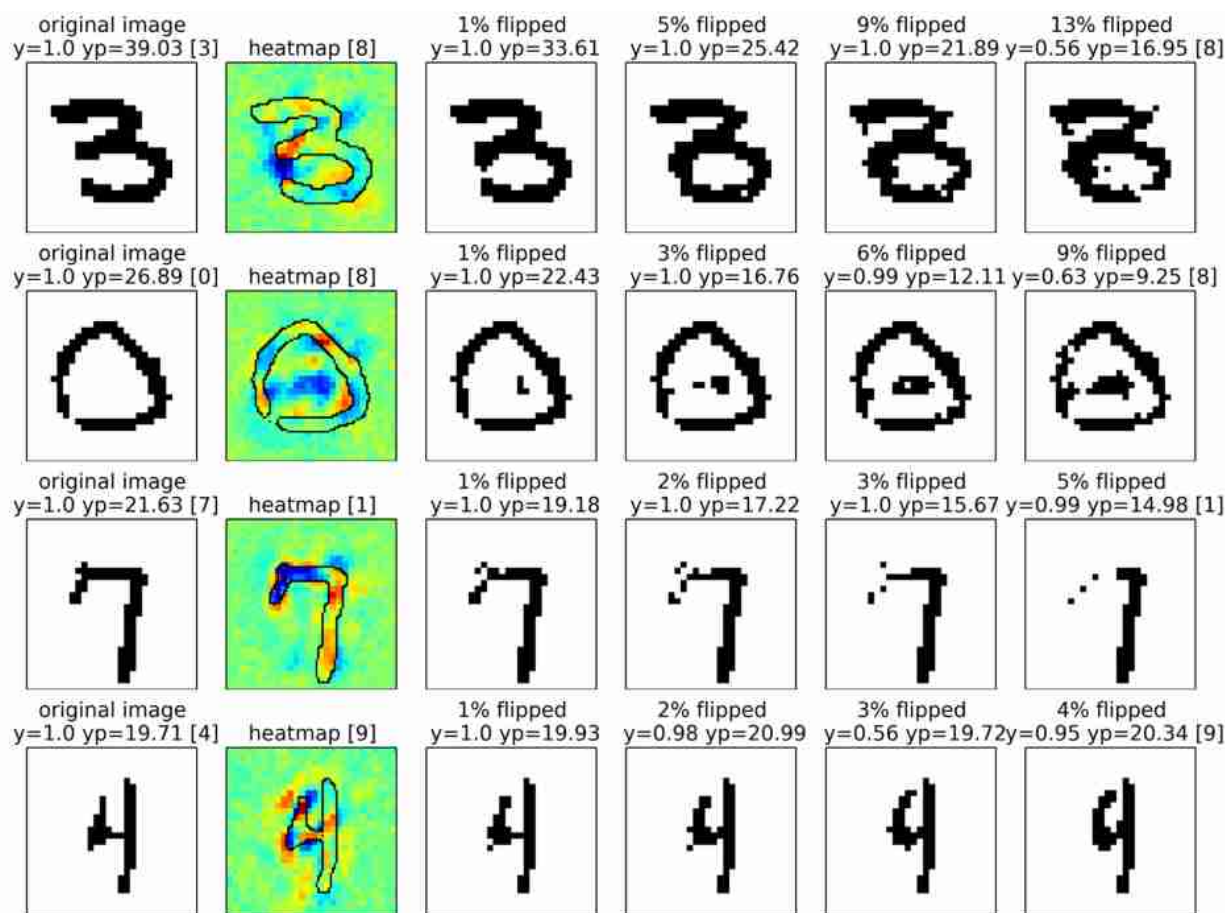 original image
y=1.0 yp=39.03 [3]
heatmap [8]
1% flipped
y=1.0 yp=33.61
5% flipped
y=1.0 yp=25.42
9% flipped
y=1.0 yp=21.89
13% flipped
y=0.56 yp=16.95 [8]
original image
y=1.0 yp=26.89 [0]
heatmap [8]
1% flipped
y=1.0 yp=22.43
3% flipped
y=1.0 yp=16.76
6% flipped
y=0.99 yp=12.11
9% flipped
y=0.63 yp=9.25 [8]
original image
y=1.0 yp=21.63 [7]
heatmap [1]
1% flipped
y=1.0 yp=19.18
2% flipped
y=1.0 yp=17.22
3% flipped
y=1.0 yp=15.67
5% flipped
y=0.99 yp=14.98 [1]
original image
y=1.0 yp=19.71 [4]
heatmap [9]
1% flipped
y=1.0 yp=19.93
2% flipped
y=0.98 yp=20.99
3% flipped
y=0.56 yp=19.72
4% flipped
y=0.95 yp=20.34 [9]